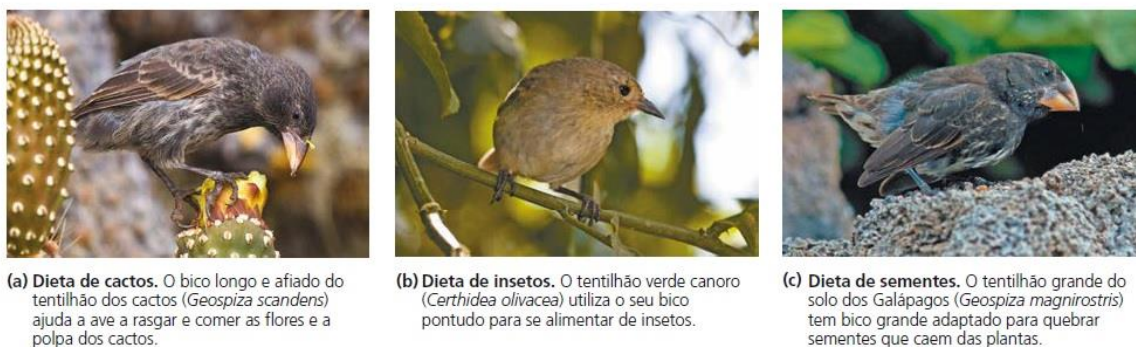 (a) Dieta de cactos. O bico longo e afiado do
tentilhão dos cactos (Geospiza scandens)
ajuda a ave a rasgar e comer as flores e a
polpa dos cactos.
(b) Dieta de insetos. O tentilhão verde canoro
(Certhidea olivacea) utiliza o seu bico
pontudo para se alimentar de insetos.
(c) Dieta de sementes. O tentilhão grande do
solo dos Galápagos (Geospiza magnirostris)
tem bico grande adaptado para quebrar
sementes que caem das plantas.